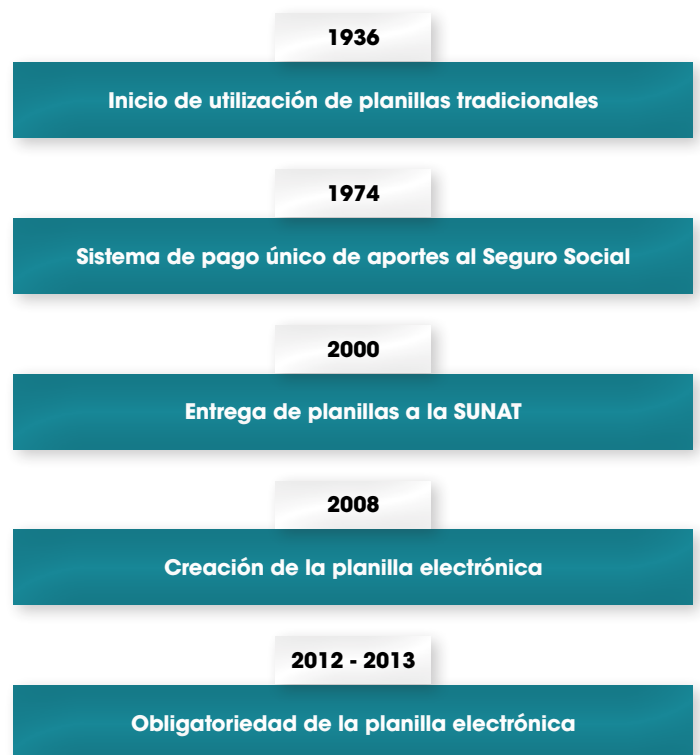 1936
Inicio de utilización de planillas tradicionales
1974
Sistema de pago único de aportes al Seguro Social
2000
Entrega de planillas a la SUNAT
2008
Creación de la planilla electrónica
2012 - 2013
Obligatoriedad de la planilla electrónica